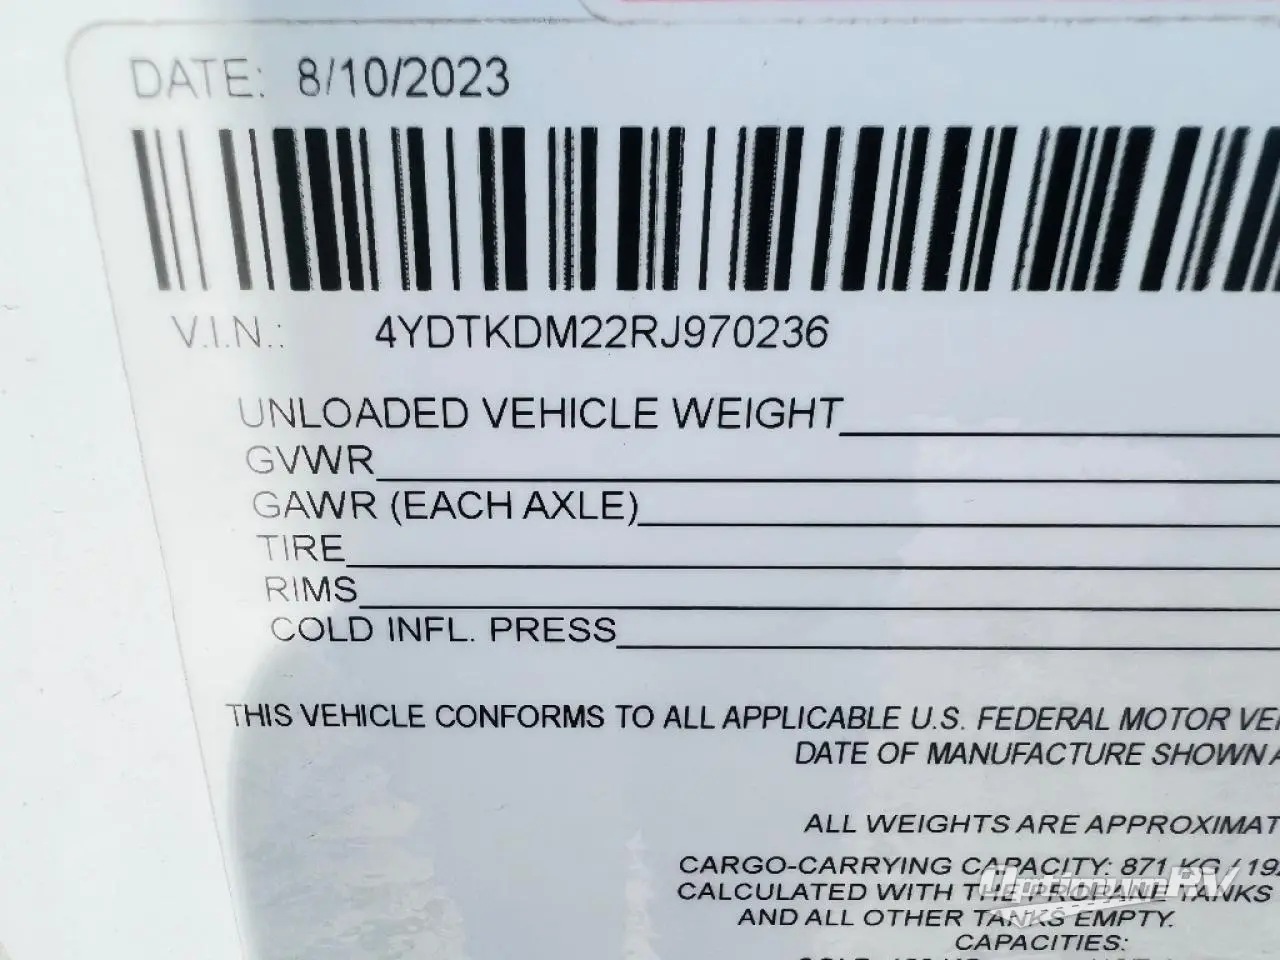 DATE: 8/10/2023
V.I.N.: 4YDTKDM22RJ970236
UNLOADED VEHICLE WEIGHT
GVWR
GAWR (EACH AXLE)
TIRE
RIMS
COLD INFL. PRESS
THIS VEHICLE CONFORMS TO ALL APPLICABLE U.S. FEDERAL MOTOR
DATE OF MANUFACTURE SHOWN
ALL WEIGHTS ARE
CARGO-CARRYING CAPACITY: 871 KG /
CALCULATED WITH THE PROPANE TANKS
AND ALL OTHER TANKS EMPTY.
CAPACITIES:
Optimum RV